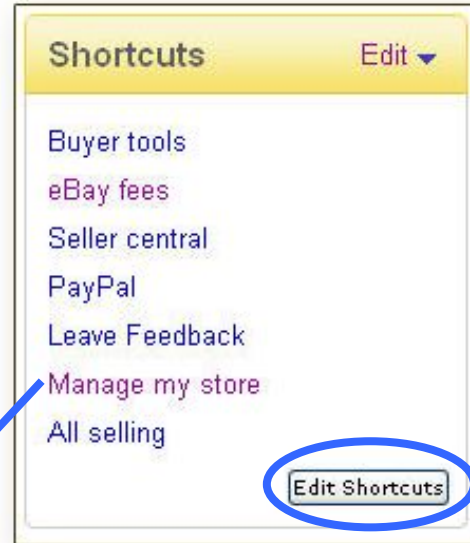 Shortcuts Edit
Buyer tools
eBay fees
Seller central
PayPal
Leave Feedback
Manage my store
All selling
Edit Shortcuts